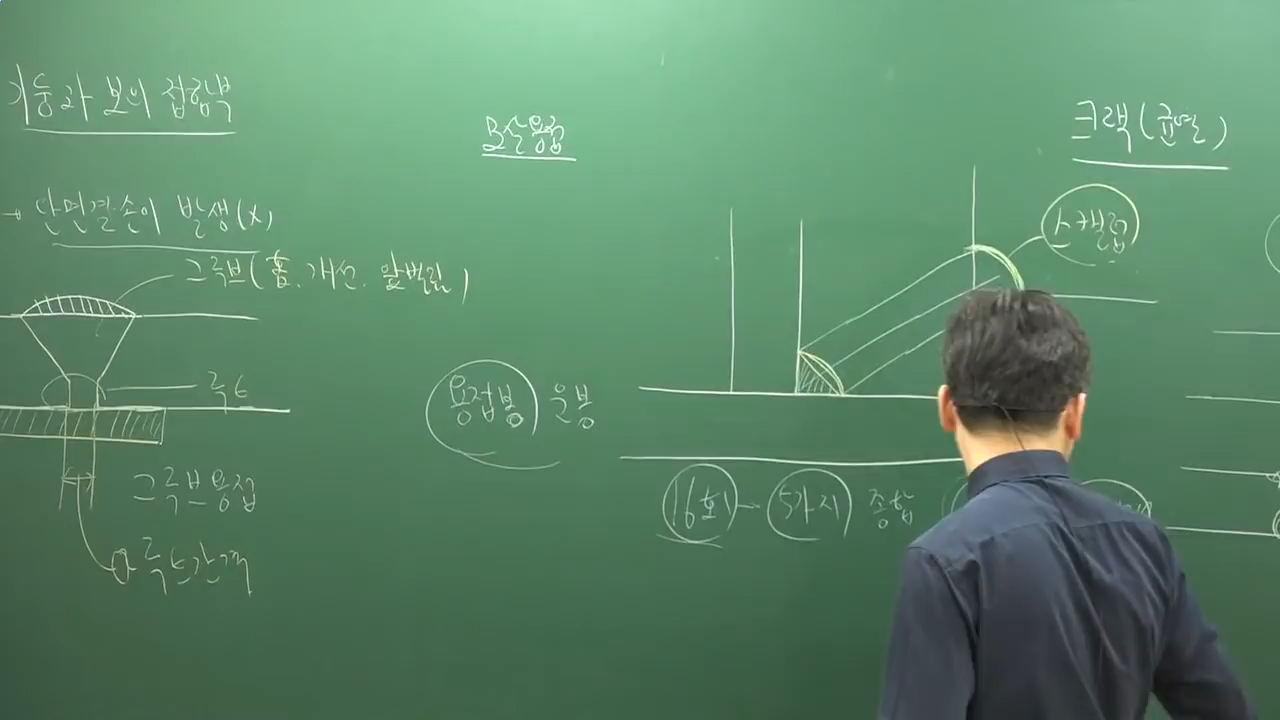 기둥과 보의 접합부
→ 단면결손이 발생(x)
그루브(홈. 개선. 앞벌림)
루트
그루브용접
루트간격
모살용접
용접봉 운봉
크랙(균열)
스캘럽
16회 - 5가지 종합